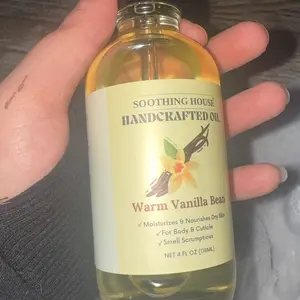 SOOTHING HOUSE
HANDCRAFTED OIL
Warm Vanilla Bean
✓Moisturizes & Nourishes Dry Skin
✓For Body & Cuticle
✓Smell Scrumptious
NET 4 FL OZ (118ML)